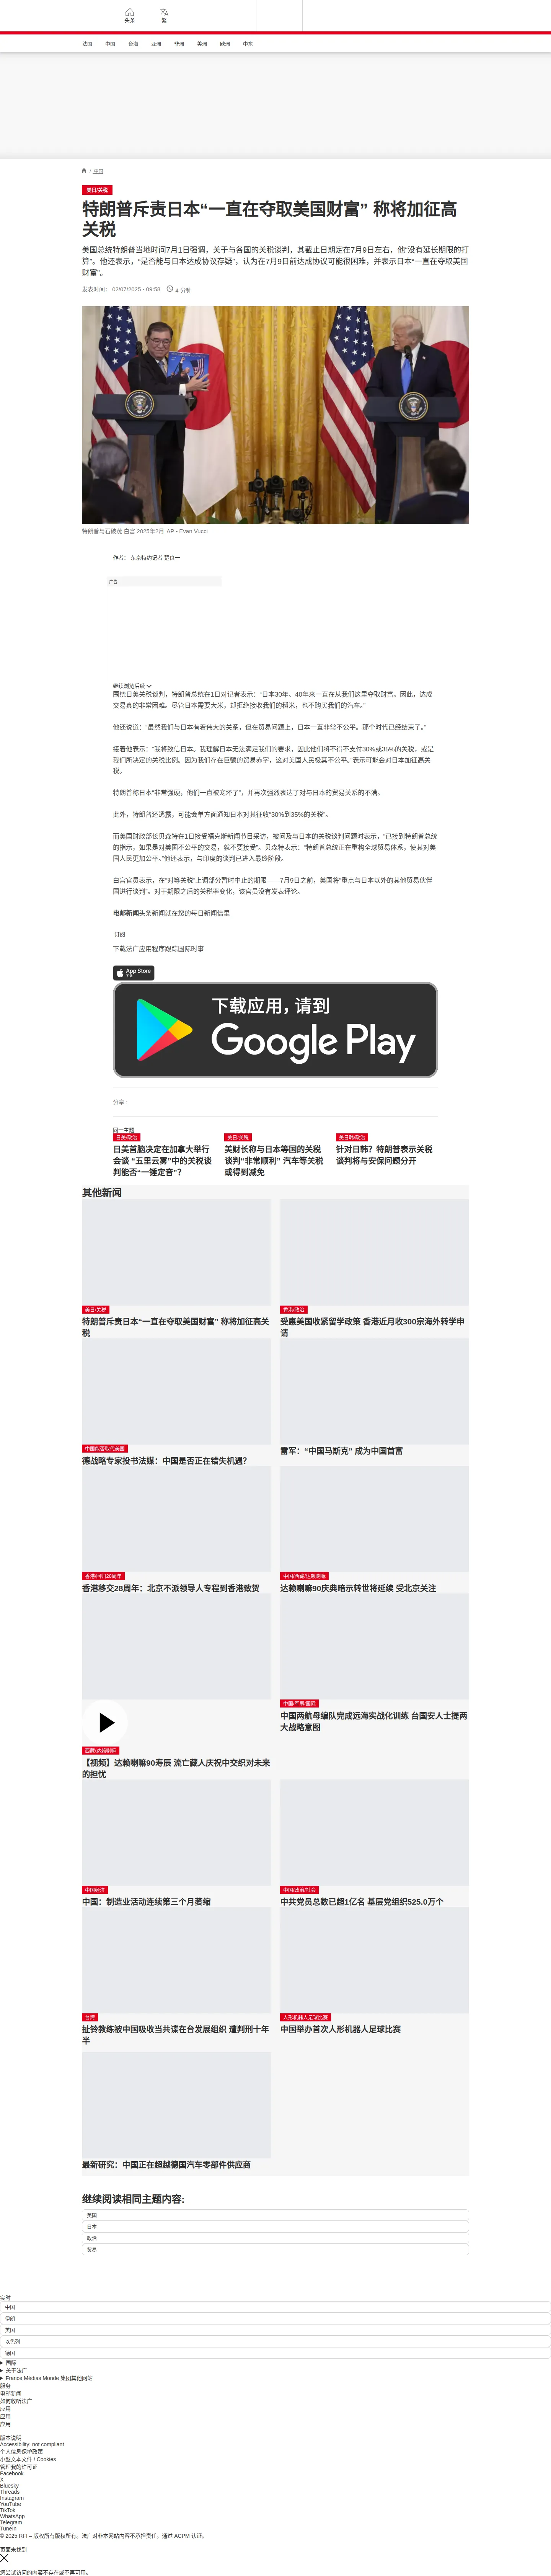 头条
繁
法国
中国
台海
亚洲
非洲
美洲
欧洲
中东
/ 中国
美日/关税
特朗普斥责日本“一直在夺取美国财富” 称将加征高
关税
美国总统特朗普当地时间7月1日强调，关于与各国的关税谈判，其截止日期定在7月9日左右，他“没有延长期限的打
算”。他还表示，“是否能与日本达成协议存疑”，认为在7月9日前达成协议可能很困难，并表示日本“一直在夺取美国
财富”。
发表时间： 02/07/2025 - 09:58
4 分钟
特朗普与石破茂 白宫 2025年2月 AP - Evan Vucci
作者： 东京特约记者 楚良一
广告
继续浏览后续
围绕日美关税谈判，特朗普总统在1日对记者表示：“日本30年、40年来一直在从我们这里夺取财富。因此，达成
交易真的非常困难。尽管日本需要大米，却拒绝接收我们的稻米，也不购买我们的汽车。”
他还说道：“虽然我们与日本有着伟大的关系，但在贸易问题上，日本一直非常不公平。那个时代已经结束了。”
接着他表示：“我将致信日本。我理解日本无法满足我们的要求，因此他们将不得不支付30%或35%的关税，或是
我们所决定的关税比例。因为我们存在巨额的贸易赤字，这对美国人民极其不公平。”表示可能会对日本加征高关
税。
特朗普称日本“非常强硬，他们一直被宠坏了”，并再次强烈表达了对与日本的贸易关系的不满。
此外，特朗普还透露，可能会单方面通知日本对其征收“30%到35%的关税”。
而美国财政部长贝森特在1日接受福克斯新闻节目采访，被问及与日本的关税谈判问题时表示，“已接到特朗普总统
的指示，如果是对美国不公平的交易，就不要接受”。贝森特表示：“特朗普总统正在重构全球贸易体系，使其对美
国人民更加公平。”他还表示，与印度的谈判已进入最终阶段。
白宫官员表示，在“对等关税”上调部分暂时中止的期限——7月9日之前，美国将“重点与日本以外的其他贸易伙伴
国进行谈判”。对于期限之后的关税率变化，该官员没有发表评论。
电邮新闻头条新闻就在您的每日新闻信里
订阅
下载法广应用程序跟踪国际时事
App Store
下载
下载应用，请到
Google Play
分享：
同一主题
日美/政治
日美首脑决定在加拿大举行
会谈 “五里云雾”中的关税谈
判能否“一锤定音”？
美日/关税
美财长称与日本等国的关税
谈判“非常顺利” 汽车等关税
或得到减免
美日韩/政治
针对日韩？特朗普表示关税
谈判将与安保问题分开
其他新闻
美日/关税
特朗普斥责日本“一直在夺取美国财富” 称将加征高关
税
香港/政治
受惠美国收紧留学政策 香港近月收300宗海外转学申
请
中国能否取代美国
德战略专家投书法媒：中国是否正在错失机遇？
雷军：“中国马斯克” 成为中国首富
香港/回归28周年
香港移交28周年：北京不派领导人专程到香港致贺
中国/西藏/达赖喇嘛
达赖喇嘛90庆典暗示转世将延续 受北京关注
西藏/达赖喇嘛
【视频】达赖喇嘛90寿辰 流亡藏人庆祝中交织对未来
的担忧
中国/军事/国际
中国两航母编队完成远海实战化训练 台国安人士提两
大战略意图
中国经济
中国：制造业活动连续第三个月萎缩
中国/政治/社会
中共党员总数已超1亿名 基层党组织525.0万个
台湾
扯铃教练被中国吸收当共谍在台发展组织 遭判刑十年
半
人形机器人足球比赛
中国举办首次人形机器人足球比赛
最新研究：中国正在超越德国汽车零部件供应商
继续阅读相同主题内容:
美国
日本
政治
贸易
实时
中国
伊朗
美国
以色列
德国
国际
关于法广
France Médias Monde 集团其他网站
服务
电邮新闻
如何收听法广
应用
应用
应用
版本说明
Accessibility: not compliant
个人信息保护政策
小型文本文件 / Cookies
管理我的许可证
Facebook
X
Bluesky
Threads
Instagram
YouTube
TikTok
WhatsApp
Telegram
TuneIn
© 2025 RFI – 版权所有版权所有。法广对非本网站内容不承担责任。通过 ACPM 认证。
页面未找到
您尝试访问的内容不存在或不再可用。